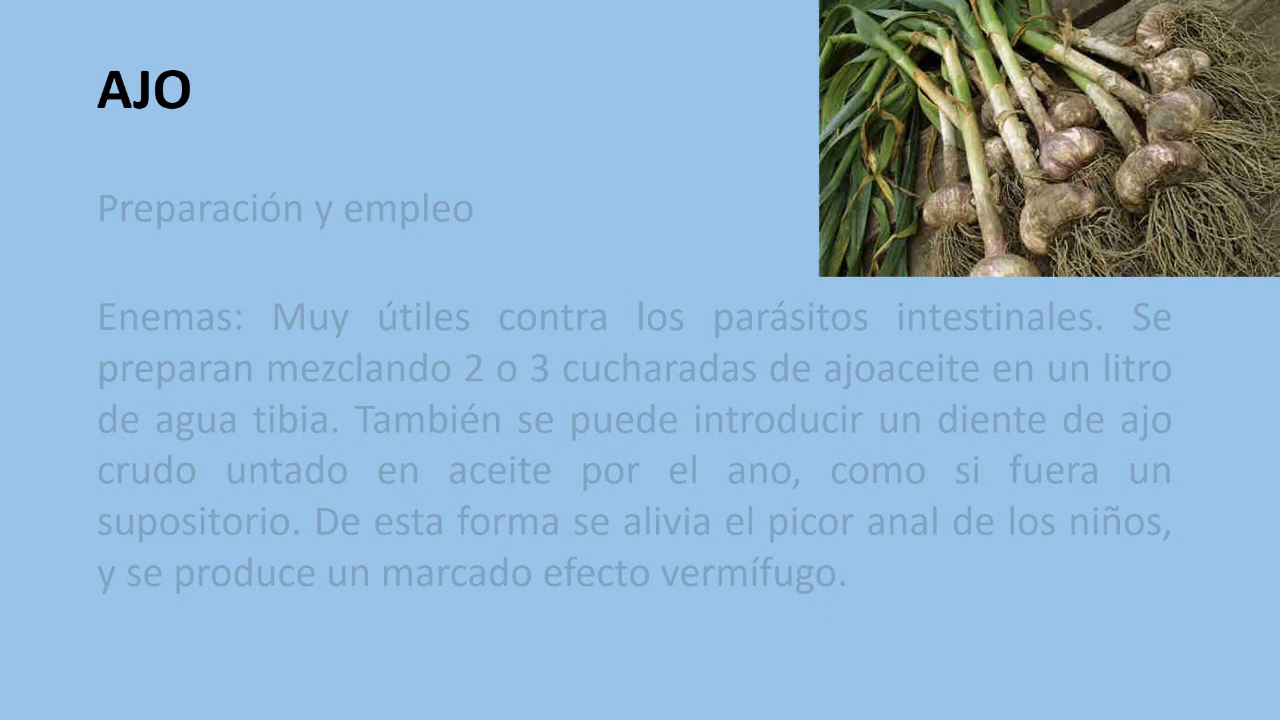 AJO
Preparación y empleo
Enemas: Muy útiles contra los parásitos intestinales. Se
preparan mezclando 2 o 3 cucharadas de ajoaceite en un litro
de agua tibia. También se puede introducir un diente de ajo
crudo untado en aceite por el ano, como si fuera un
supositorio. De esta forma se alivia el picor anal de los niños,
y se produce un marcado efecto vermífugo.